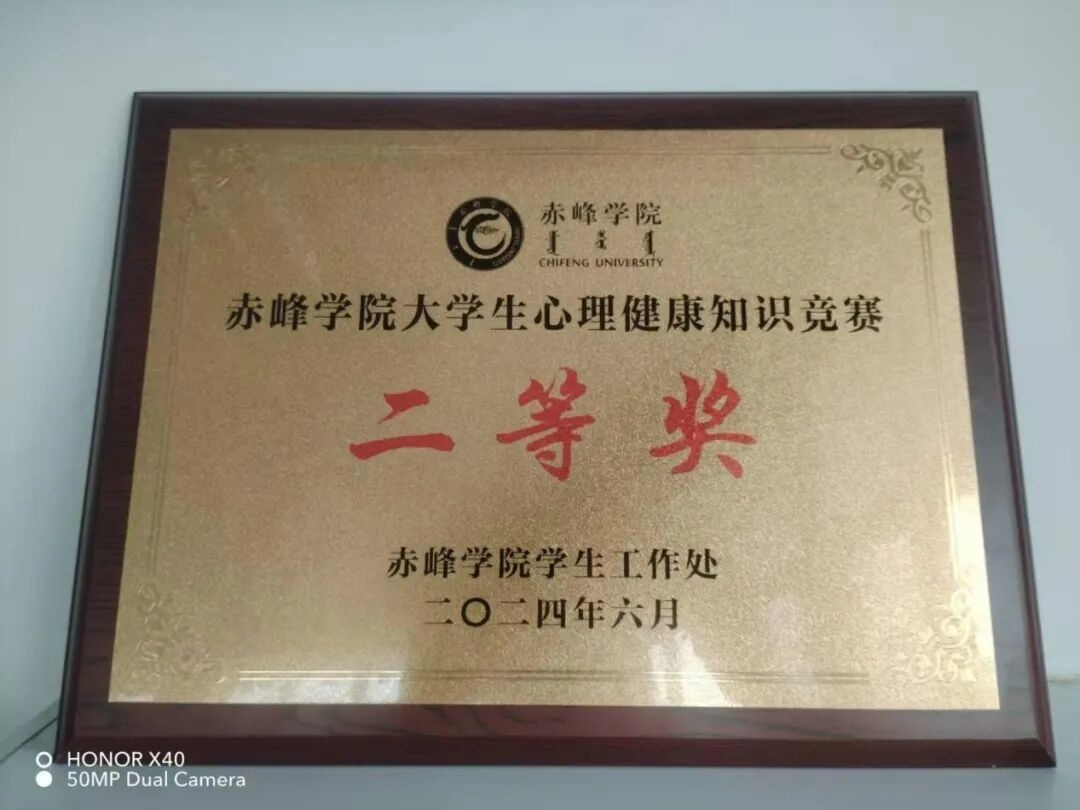 赤峰学院
CHIFENG UNIVERSITY
赤峰学院大学生心理健康知识竞赛
二等奖
赤峰学院学生工作处
二〇二四年六月
HONOR X40
50MP Dual Camera